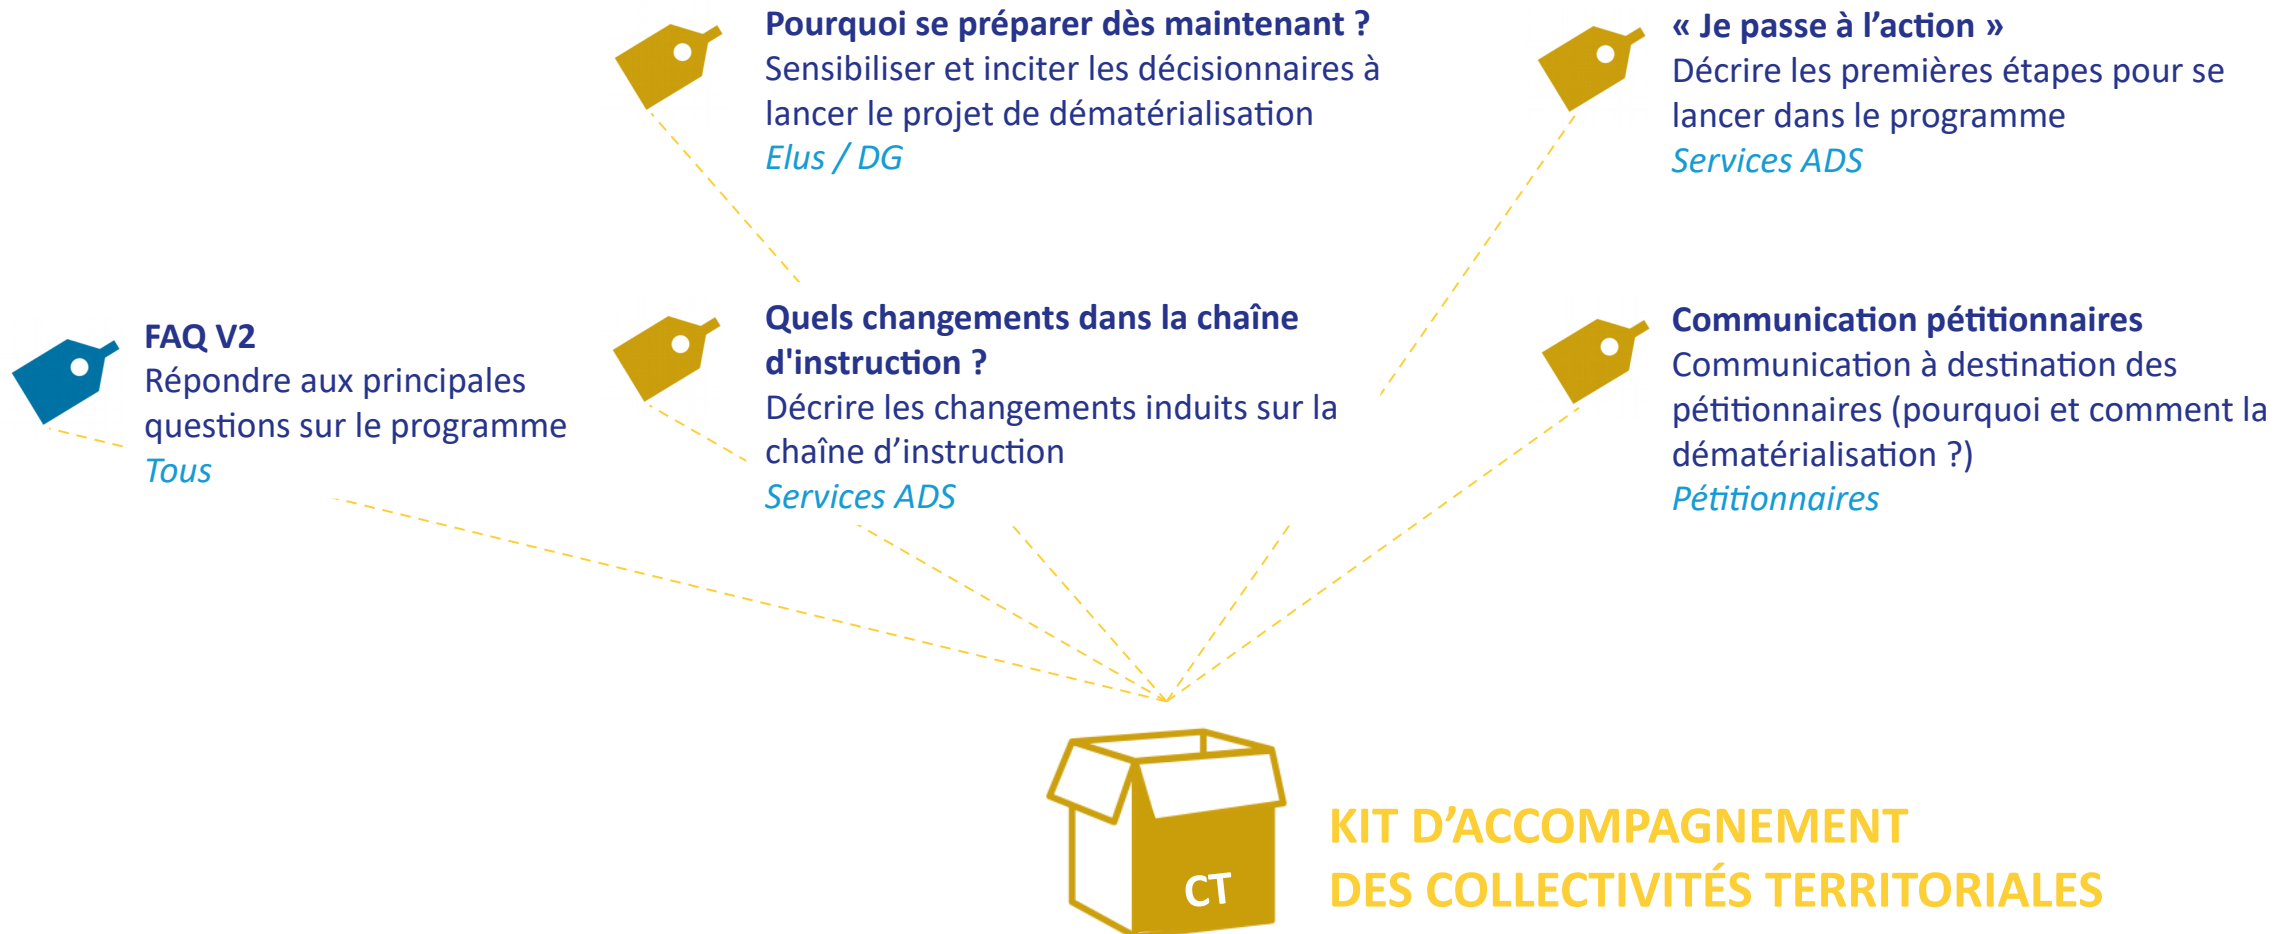 Pourquoi se préparer dès maintenant ?
Sensibiliser et inciter les décisionnaires à
lancer le projet de dématérialisation
Elus / DG
« Je passe à l’action »
Décrire les premières étapes pour se
lancer dans le programme
Services ADS
FAQ V2
Répondre aux principales
questions sur le programme
Tous
Quels changements dans la chaîne
d'instruction ?
Décrire les changements induits sur la
chaîne d’instruction
Services ADS
Communication pétitionnaires
Communication à destination des
pétitionnaires (pourquoi et comment la
dématérialisation ?)
Pétitionnaires
CT
KIT D’ACCOMPAGNEMENT
DES COLLECTIVITÉS TERRITORIALES